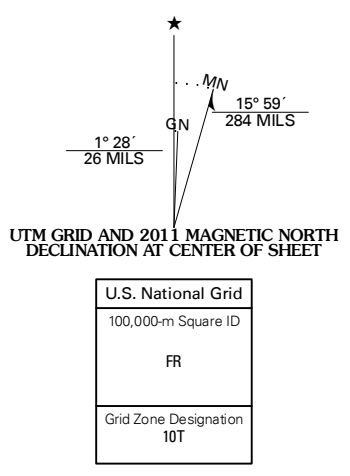 ★
MN
GN
15° 59´
284 MILS
1° 28´
26 MILS
UTM GRID AND 2011 MAGNETIC NORTH
DECLINATION AT CENTER OF SHEET
U.S. National Grid
100,000-m Square ID
FR
Grid Zone Designation
10T